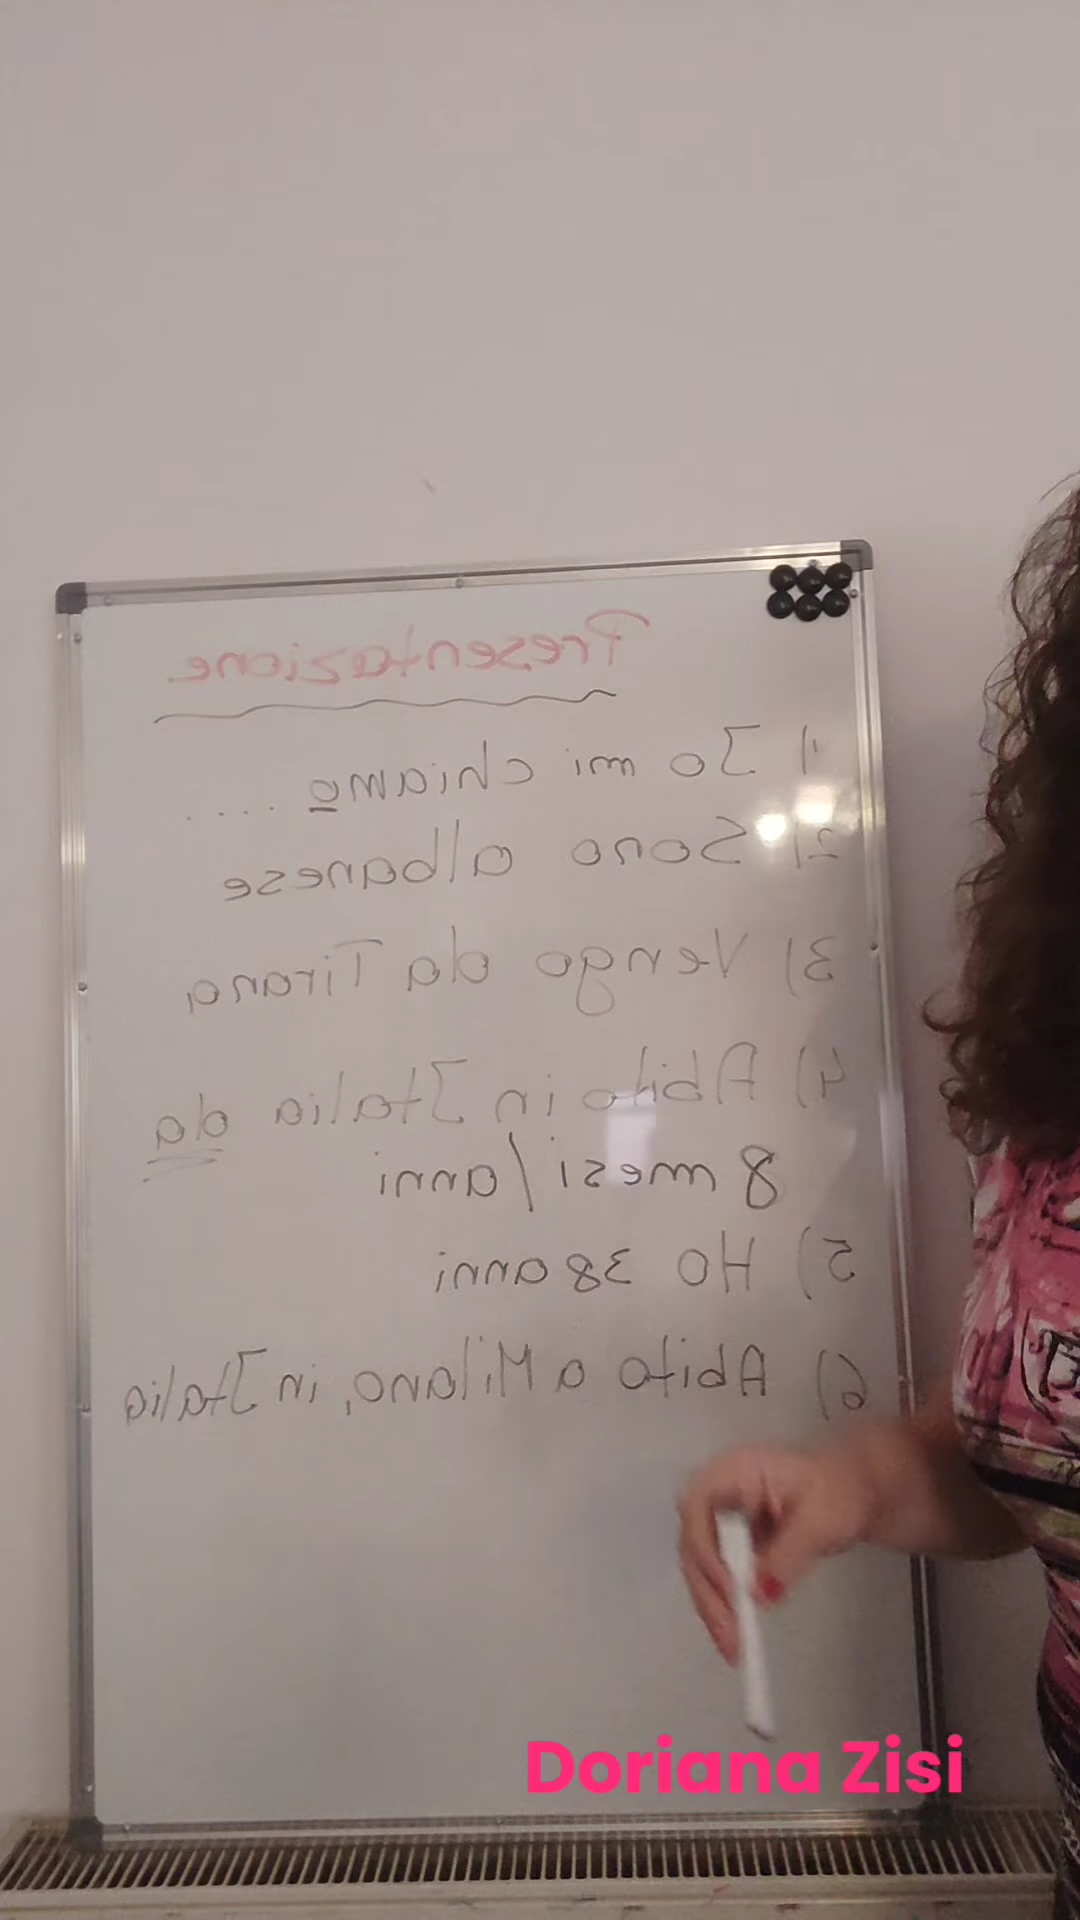 Presentazione.
1) Io mi chiamo ....
2) Sono albanese
3) Vengo da Tirana
4) Abito in Italia da
8 mesi/anni
5) Ho 38 anni
6) Abito a Milano, in Italia
Doriana Zisi